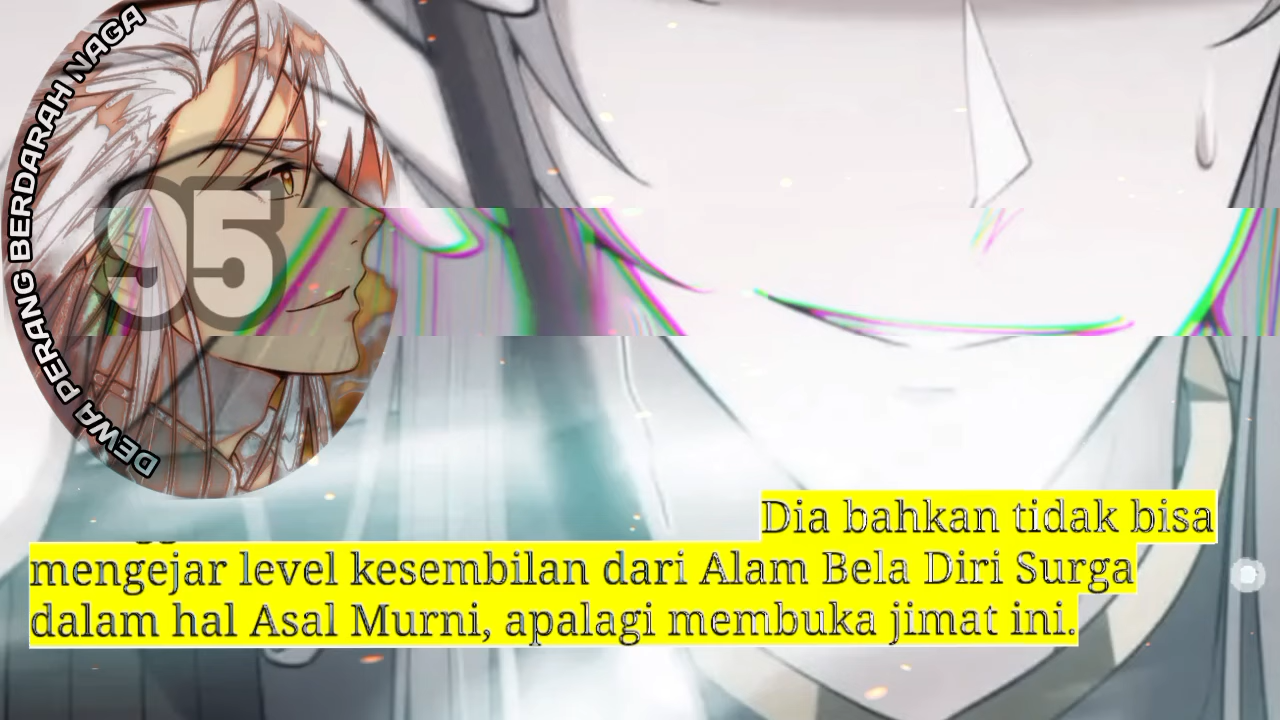 DEWA PERANG BERDARAH NAGA
95
Dia bahkan tidak bisa
mengejar level kesembilan dari Alam Bela Diri Surga
dalam hal Asal Murni, apalagi membuka jimat ini.